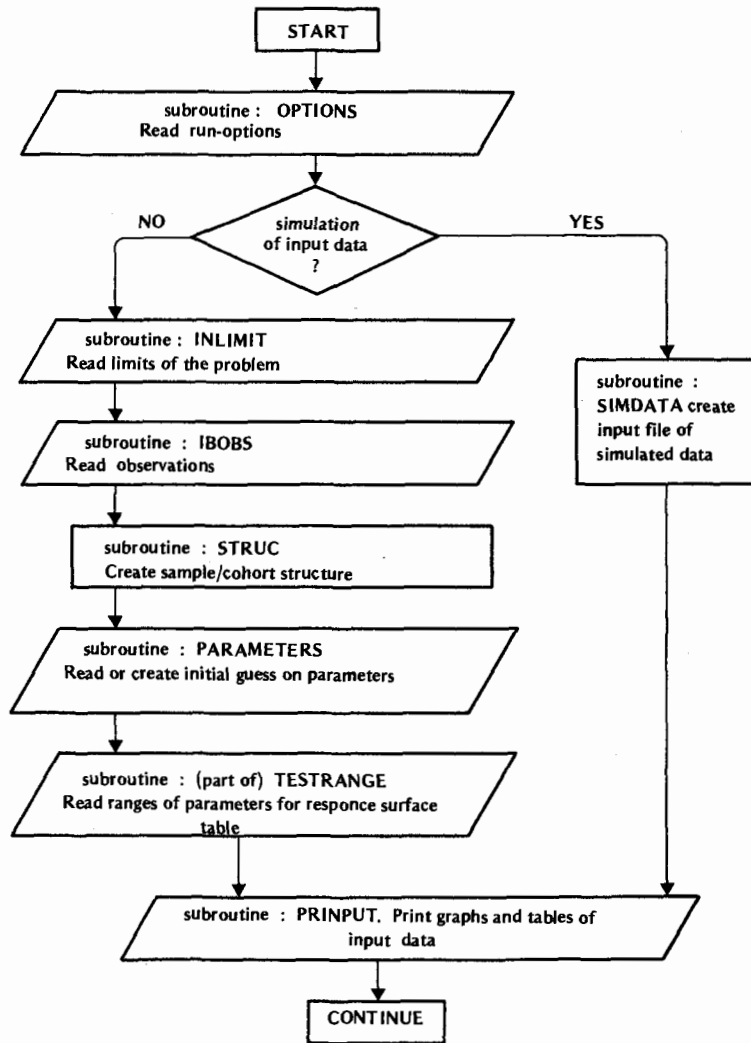 START
subroutine : OPTIONS
Read run-options
NO
simulation
of input data
?
YES
subroutine : INLIMIT
Read limits of the problem
subroutine :
SIMDATA create
input file of
simulated data
subroutine : IBOBS
Read observations
subroutine : STRUC
Create sample/cohort structure
subroutine : PARAMETERS
Read or create initial guess on parameters
subroutine : (part of) TESTRANGE
Read ranges of parameters for responce surface
table
subroutine : PRINPUT. Print graphs and tables of
input data
CONTINUE